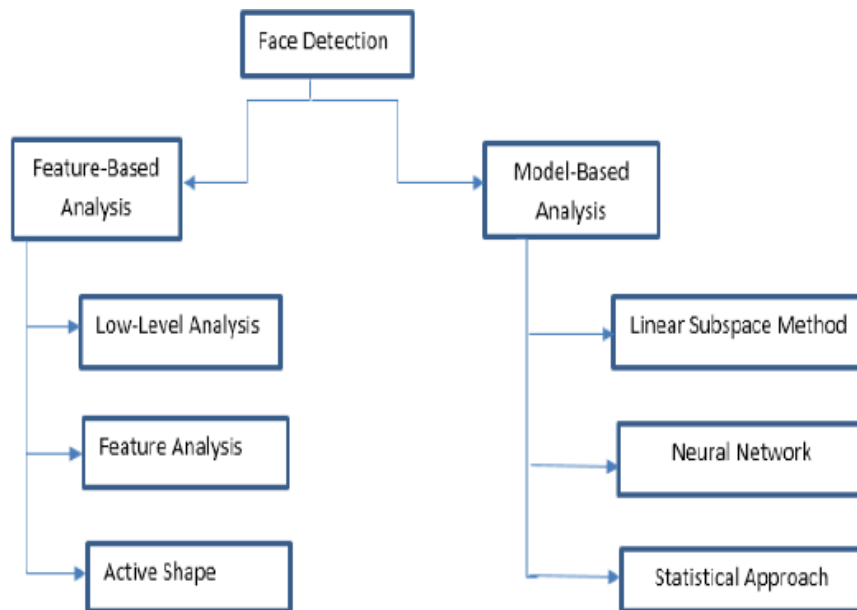 Face Detection
Feature-Based
Analysis
Model-Based
Analysis
Low-Level Analysis
Linear Subspace Method
Feature Analysis
Neural Network
Active Shape
Statistical Approach